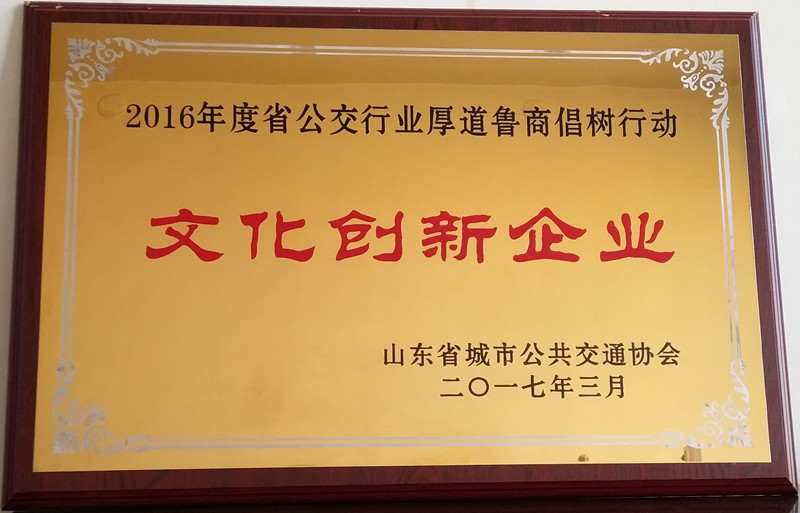 2016年度省公交行业厚道鲁商倡树行动
文化创新企业
山东省城市公共交通协会
二〇一七年三月